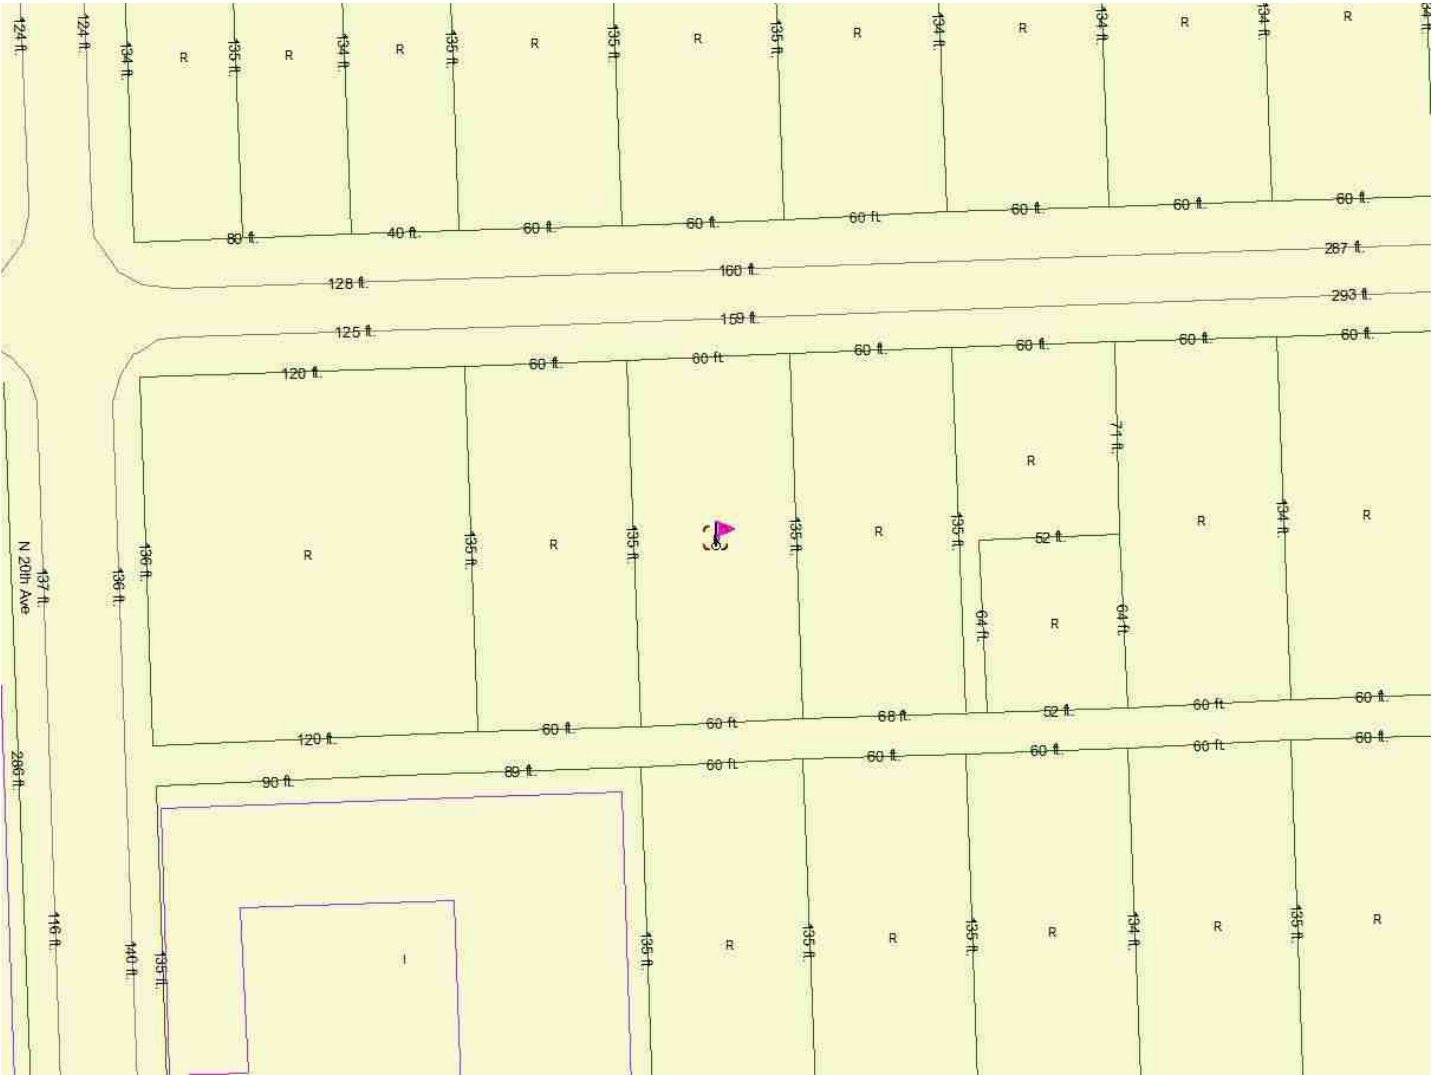 124 ft.
124 ft.
134 ft.
R
135 ft.
R
134 ft.
R
135 ft.
R
135 ft.
R
135 ft.
R
134 ft.
R
134 ft.
R
134 ft.
R
34 ft.
80 ft.
40 ft.
60 ft.
60 ft.
60 ft
60 ft.
60 ft.
60 ft.
128 ft.
160 ft.
287 ft.
125 ft.
159 ft.
293 ft.
120 ft.
60 ft.
60 ft
60 ft.
60 ft.
60 ft.
60 ft.
N 20th Ave
137 ft.
136 ft.
136 ft.
R
135 ft.
R
135 ft.
135 ft.
R
135 ft.
R
71 ft.
52 ft.
64 ft.
R
64 ft.
R
134 ft.
R
120 ft.
60 ft.
60 ft
68 ft.
52 ft.
60 ft
60 ft.
286 ft.
90 ft.
89 ft.
60 ft
60 ft.
60 ft.
60 ft
60 ft.
116 ft.
140 ft.
135 ft.
I
135 ft.
R
135 ft.
R
135 ft.
R
134 ft.
R
135 ft.
R